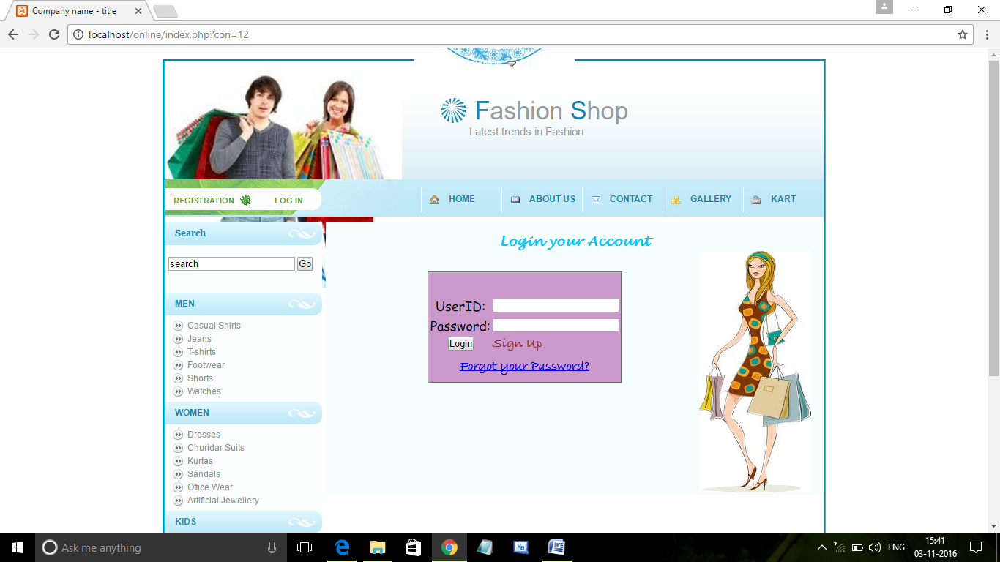 Company name - title
localhost/online/index.php?con=12
Fashion Shop
Latest trends in Fashion
REGISTRATION LOG IN HOME ABOUT US CONTACT GALLERY KART
Search
search Go
MEN
Casual Shirts
Jeans
T-shirts
Footwear
Shorts
Watches
WOMEN
Dresses
Churidar Suits
Kurtas
Sandals
Office Wear
Artificial Jewellery
KIDS
Login your Account
UserID:
Password:
Login Sign Up
Forgot your Password?
Ask me anything
VB
W
ENG
15:41
03-11-2016